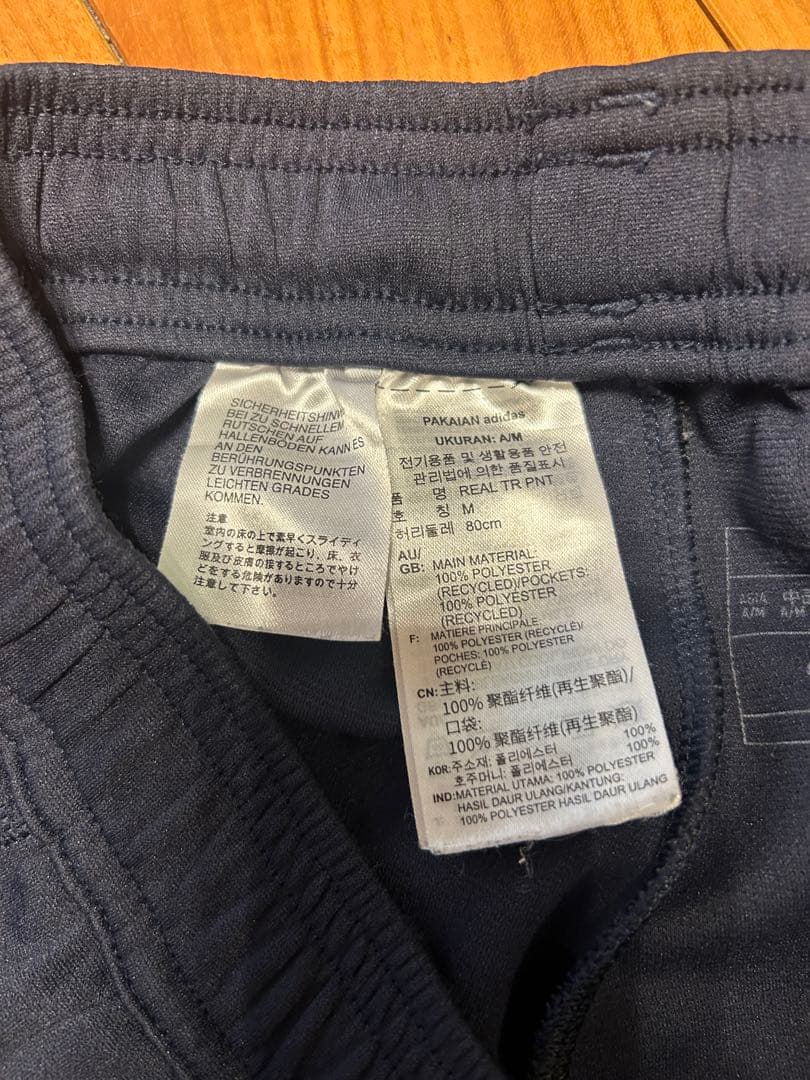 SICHERHEITSHINW
BEI ZU SCHNELLEM
RUTSCHEN AUF
HALLENBÖDEN KANN ES
AN DEN
BERÜHRUNGSPUNKTEN
ZU VERBRENNUNGEN
LEICHTEN GRADES
KOMMEN.
注意
室内の床の上で素早くスライディ
ングすると摩擦が起こり、床、衣
服及び皮膚の接するところでやけ
どをする危険がありますので十分
注意して下さい。
PAKAIAN adidas
UKURAN: A/M
전기용품 및 생활용품 안전
관리법에 의한 품질표시
품 명 REAL TR PNT
호 칭 M
허리둘레 80cm
AU/
GB: MAIN MATERIAL:
100% POLYESTER
(RECYCLED)/POCKETS:
100% POLYESTER
(RECYCLED)
F: MATIERE PRINCIPALE:
100% POLYESTER (RECYCLÉ)/
POCHES: 100% POLYESTER
(RECYCLÉ)
CN: 主料:
100% 聚酯纤维(再生聚酯)/
口袋:
100% 聚酯纤维(再生聚酯)
KOR: 주소재: 폴리에스터 100%
호주머니: 폴리에스터 100%
IND: MATERIAL UTAMA: 100% POLYESTER
HASIL DAUR ULANG/KANTUNG:
100% POLYESTER HASIL DAUR ULANG
ASIA
A/M